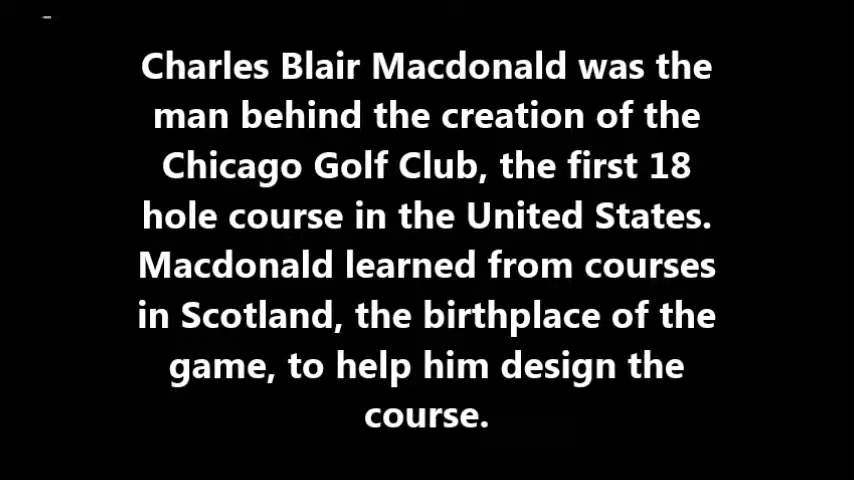 Charles Blair Macdonald was the
man behind the creation of the
Chicago Golf Club, the first 18
hole course in the United States.
Macdonald learned from courses
in Scotland, the birthplace of the
game, to help him design the
course.